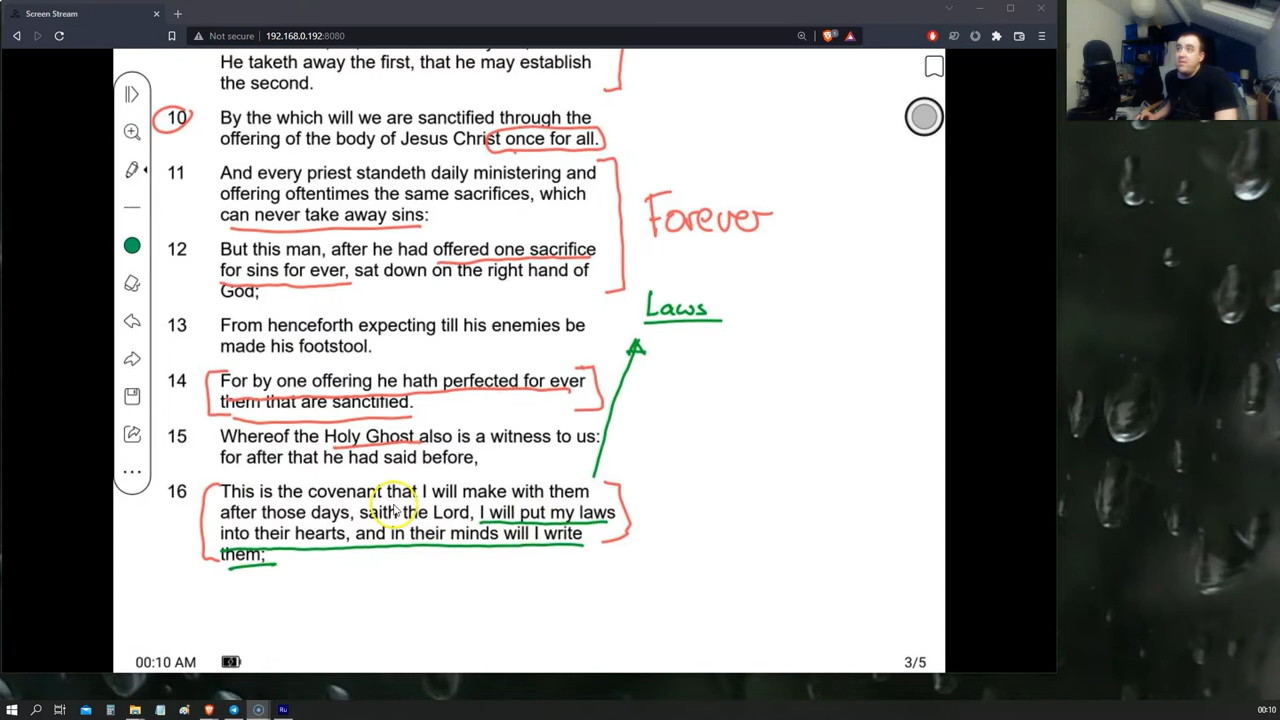 Screen Stream
Not secure
192.168.0.192:8080
He taketh away the first, that he may establish
the second.
10 By the which will we are sanctified through the
offering of the body of Jesus Christ once for all.
11 And every priest standeth daily ministering and
offering oftentimes the same sacrifices, which
can never take away sins:
Forever
12 But this man, after he had offered one sacrifice
for sins for ever, sat down on the right hand of
God;
Laws
13 From henceforth expecting till his enemies be
made his footstool.
14 For by one offering he hath perfected for ever
them that are sanctified.
15 Whereof the Holy Ghost also is a witness to us:
for after that he had said before,
16 This is the covenant that I will make with them
after those days, saith the Lord, I will put my laws
into their hearts, and in their minds will I write
them;
00:10 AM
3/5
Ru
00:10